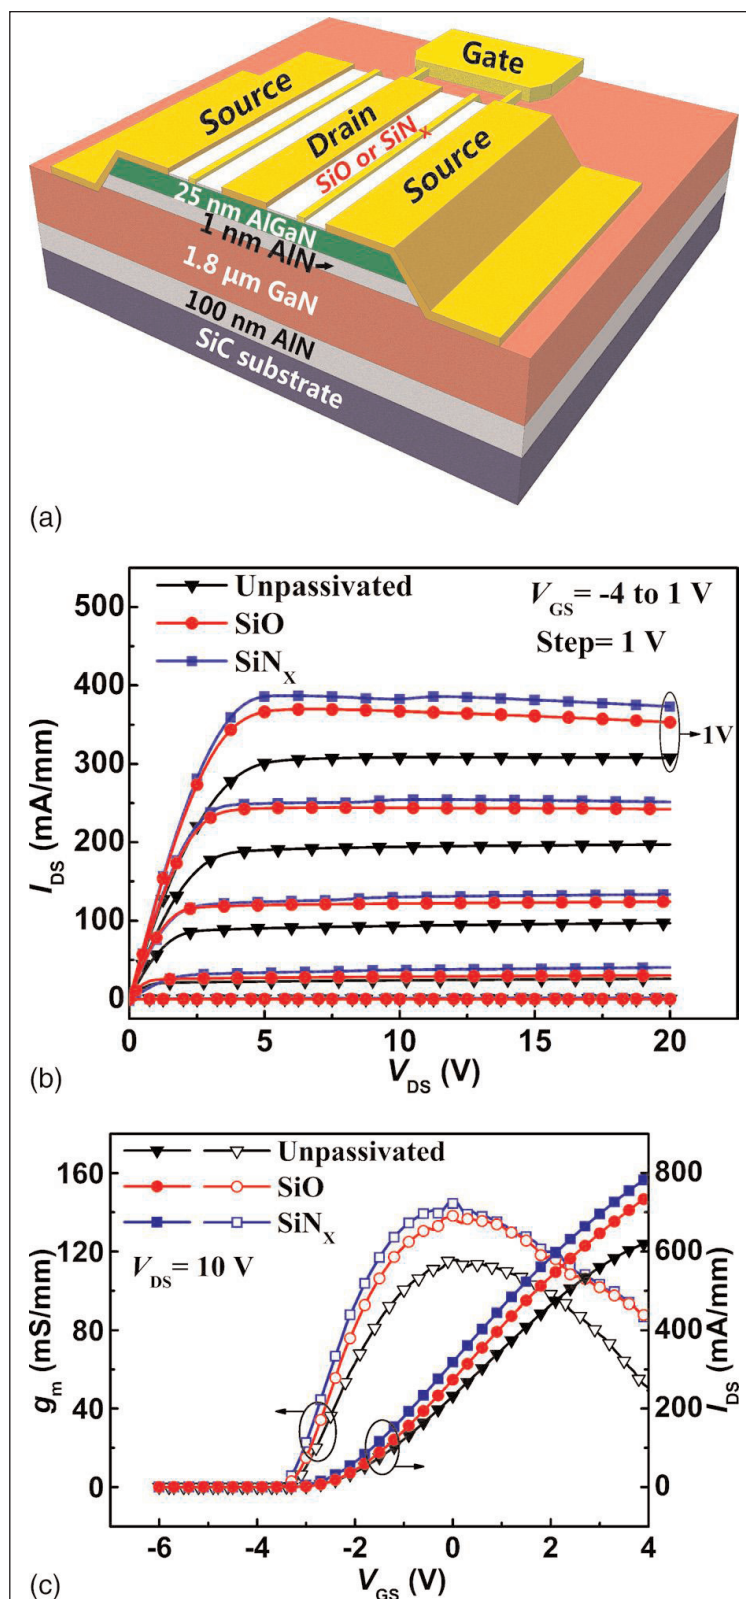 Gate
Source
Drain
SiO or SiNx
Source
25 nm AlGaN
1 nm AlN
1.8 μm GaN
100 nm AlN
SiC substrate
(a)
Unpassivated
SiO
SiNX
VGS= -4 to 1 V
Step= 1 V
1V
500
400
300
200
100
0
IDS (mA/mm)
0 5 10 15 20
VDS (V)
(b)
Unpassivated
SiO
SiNX
VDS= 10 V
160
120
80
40
0
gm (mS/mm)
800
600
400
200
0
IDS (mA/mm)
-6 -4 -2 0 2 4
VGS (V)
(c)